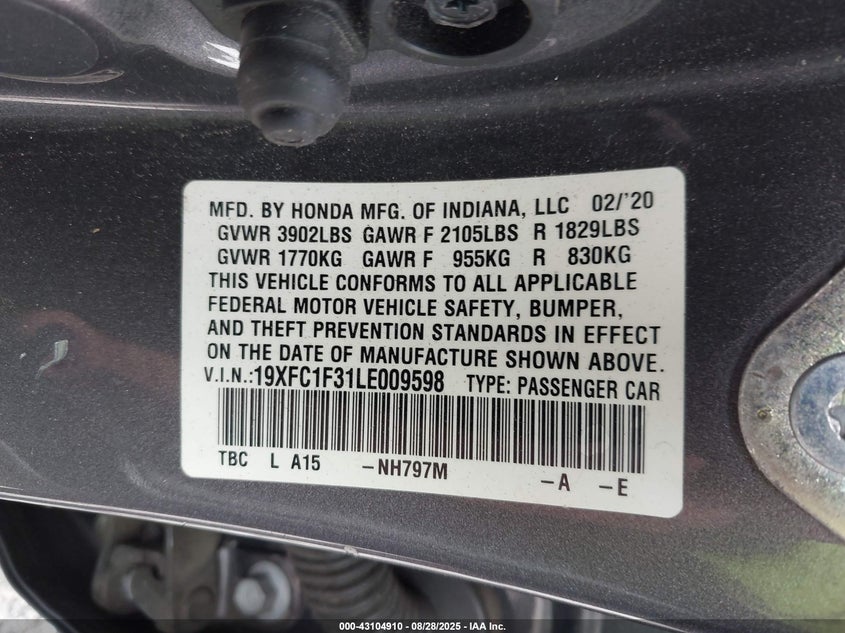 MFD. BY HONDA MFG. OF INDIANA, LLC 02/'20
GVWR 3902LBS GAWR F 2105LBS R 1829LBS
GVWR 1770KG GAWR F 955KG R 830KG
THIS VEHICLE CONFORMS TO ALL APPLICABLE
FEDERAL MOTOR VEHICLE SAFETY, BUMPER,
AND THEFT PREVENTION STANDARDS IN EFFECT
ON THE DATE OF MANUFACTURE SHOWN ABOVE.
V.I.N.:19XFC1F31LE009598 TYPE: PASSENGER CAR
TBC L A15 -NH797M -A -E
000-43104910 - 08/28/2025 - IAA Inc.